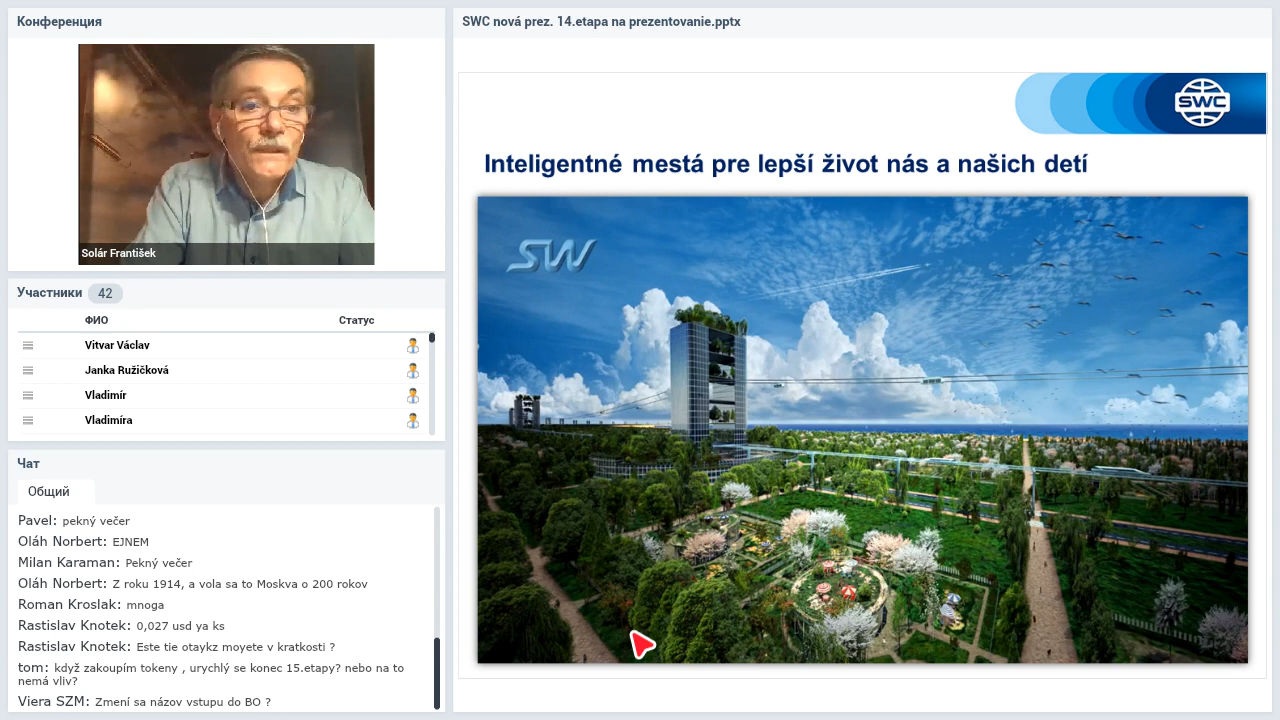 Конференция
Solár František
Участники 42
ФИО Статус
Vitvar Václav
Janka Ružičková
Vladimír
Vladimíra
Чат
Общий
Pavel: pekný večer
Oláh Norbert: EJNEM
Milan Karaman: Pekný večer
Oláh Norbert: Z roku 1914, a vola sa to Moskva o 200 rokov
Roman Kroslak: mnoga
Rastislav Knotek: 0,027 usd ya ks
Rastislav Knotek: Este tie otaykz moyete v kratkosti ?
tom: když zakoupím tokeny , urychlý se konec 15.etapy? nebo na to
nemá vliv?
Viera SZM: Zmení sa názov vstupu do BO ?
SWC nová prez. 14.etapa na prezentovanie.pptx
SWC
Inteligentné mestá pre lepší život nás a našich detí
SW